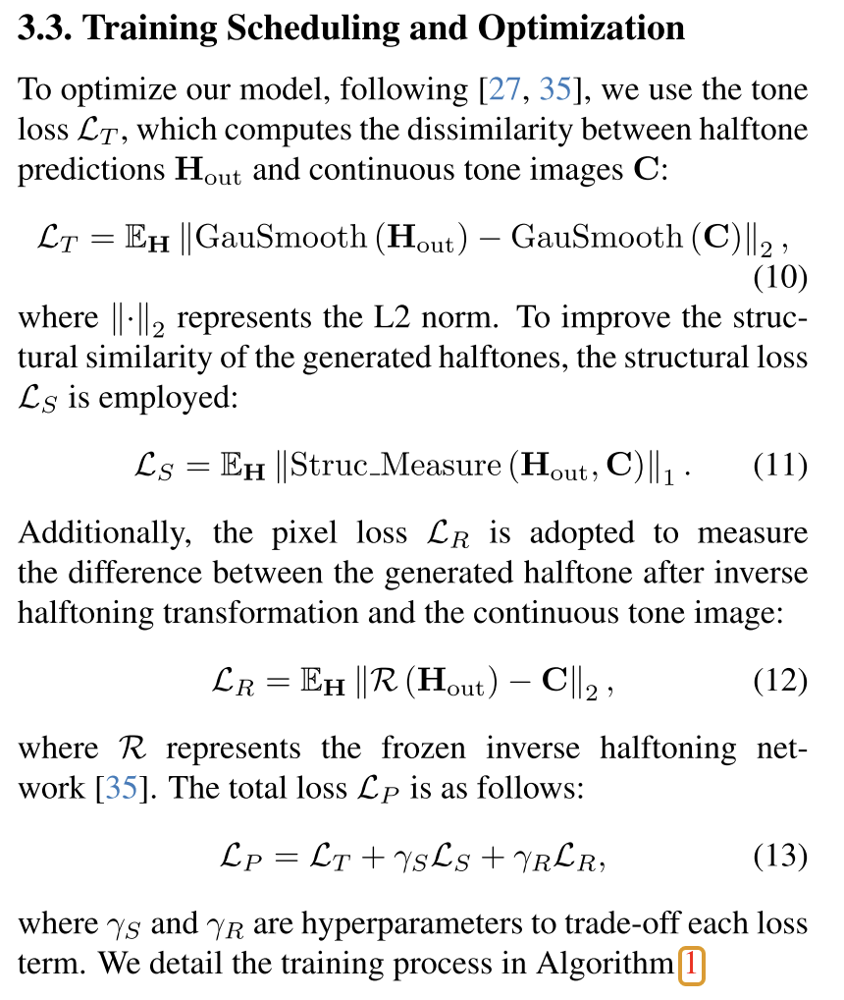 3.3. Training Scheduling and Optimization
To optimize our model, following [27, 35], we use the tone
loss ℒ_T, which computes the dissimilarity between halftone
predictions H_out and continuous tone images C:
ℒ_T = 𝔼_H ‖GauSmooth (H_out) − GauSmooth (C)‖_2 ,
(10)
where ‖·‖_2 represents the L2 norm. To improve the struc-
tural similarity of the generated halftones, the structural loss
ℒ_S is employed:
ℒ_S = 𝔼_H ‖Struc_Measure (H_out, C)‖_1 . (11)
Additionally, the pixel loss ℒ_R is adopted to measure
the difference between the generated halftone after inverse
halftoning transformation and the continuous tone image:
ℒ_R = 𝔼_H ‖ℛ (H_out) − C‖_2 , (12)
where ℛ represents the frozen inverse halftoning net-
work [35]. The total loss ℒ_P is as follows:
ℒ_P = ℒ_T + γ_S ℒ_S + γ_R ℒ_R, (13)
where γ_S and γ_R are hyperparameters to trade-off each loss
term. We detail the training process in Algorithm 1